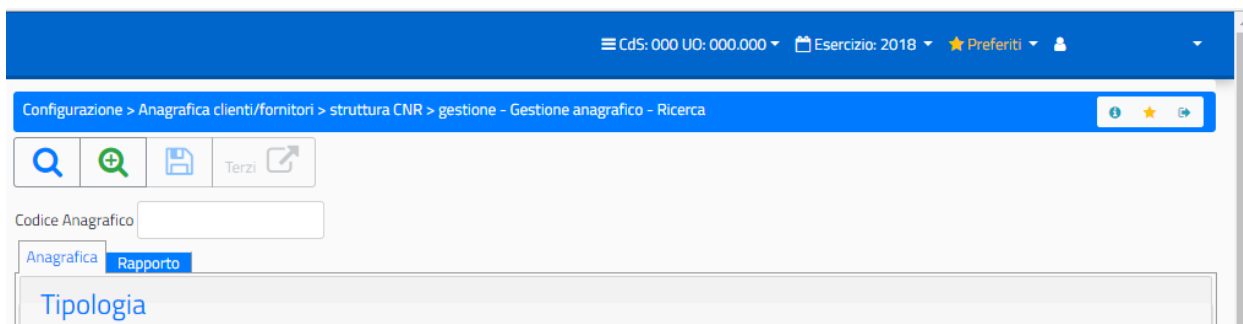 CdS: 000 UO: 000.000 Esercizio: 2018 Preferiti
Configurazione > Anagrafica clienti/fornitori > struttura CNR > gestione - Gestione anagrafico - Ricerca
Terzi
Codice Anagrafico
Anagrafica Rapporto
Tipologia